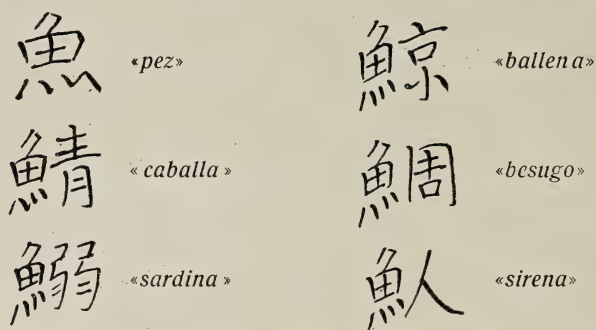 魚 «pez»
鯨 «ballena»
鯖 «caballa»
鯛 «besugo»
鰯 «sardina»
魞 «sirena»